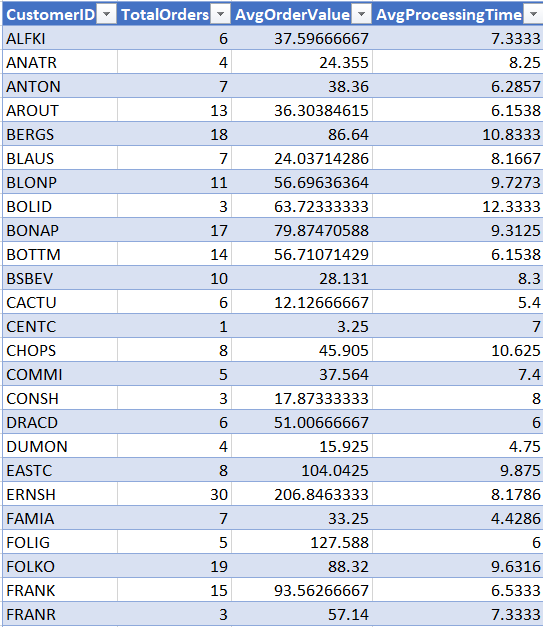 CustomerID TotalOrders AvgOrderValue AvgProcessingTime
ALFKI 6 37.59666667 7.3333
ANATR 4 24.355 8.25
ANTON 7 38.36 6.2857
AROUT 13 36.30384615 6.1538
BERGS 18 86.64 10.8333
BLAUS 7 24.03714286 8.1667
BLONP 11 56.69636364 9.7273
BOLID 3 63.72333333 12.3333
BONAP 17 79.87470588 9.3125
BOTTM 14 56.71071429 6.1538
BSBEV 10 28.131 8.3
CACTU 6 12.12666667 5.4
CENTC 1 3.25 7
CHOPS 8 45.905 10.625
COMMI 5 37.564 7.4
CONSH 3 17.87333333 8
DRACD 6 51.00666667 6
DUMON 4 15.925 4.75
EASTC 8 104.0425 9.875
ERNSH 30 206.8463333 8.1786
FAMIA 7 33.25 4.4286
FOLIG 5 127.588 6
FOLKO 19 88.32 9.6316
FRANK 15 93.56266667 6.5333
FRANR 3 57.14 7.3333